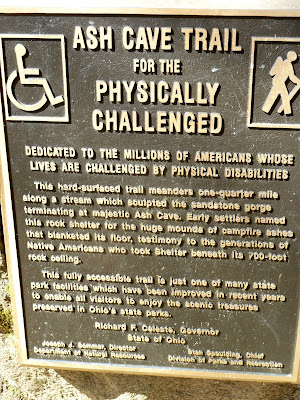 ASH CAVE TRAIL
FOR THE
PHYSICALLY
CHALLENGED
DEDICATED TO THE MILLIONS OF AMERICANS WHOSE
LIVES ARE CHALLENGED BY PHYSICAL DISABILITIES
This hard-surfaced trail meanders one-quarter mile
along a stream which sculpted the sandstone gorge
terminating at majestic Ash Cave. Early settlers named
this rock shelter for the huge mounds of campfire ashes
that blanketed its floor, testimony to the generations of
Native Americans who took shelter beneath its 700-foot
rock ceiling.
This fully accessible trail is just one of many state
park facilities which have been improved in recent years
to enable all visitors to enjoy the scenic treasures
preserved in Ohio's state parks.
Richard F. Celeste, Governor
State of Ohio
Joseph J. Sommer, Director
Department of Natural Resources
Stan Spaulding, Chief
Division of Parks and Recreation